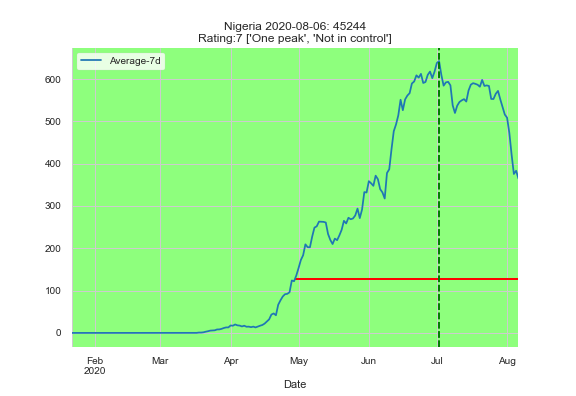 Nigeria 2020-08-06: 45244
Rating:7 ['One peak', 'Not in control']
Average-7d
600
500
400
300
200
100
0
Feb
2020
Mar
Apr
May
Jun
Jul
Aug
Date